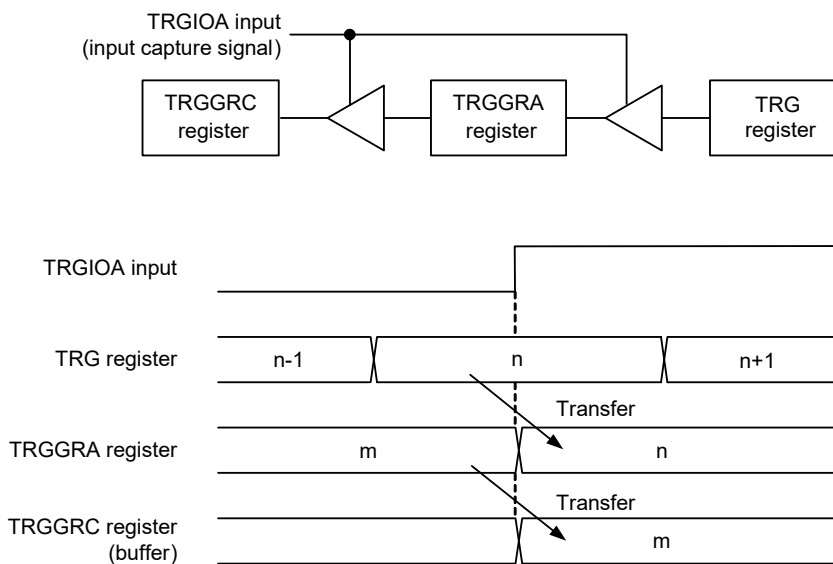 TRGIOA input
(input capture signal)
TRGGRC
register
TRGGRA
register
TRG
register
TRGIOA input
TRG register
n-1
n
n+1
Transfer
TRGGRA register
m
n
Transfer
TRGGRC register
(buffer)
m